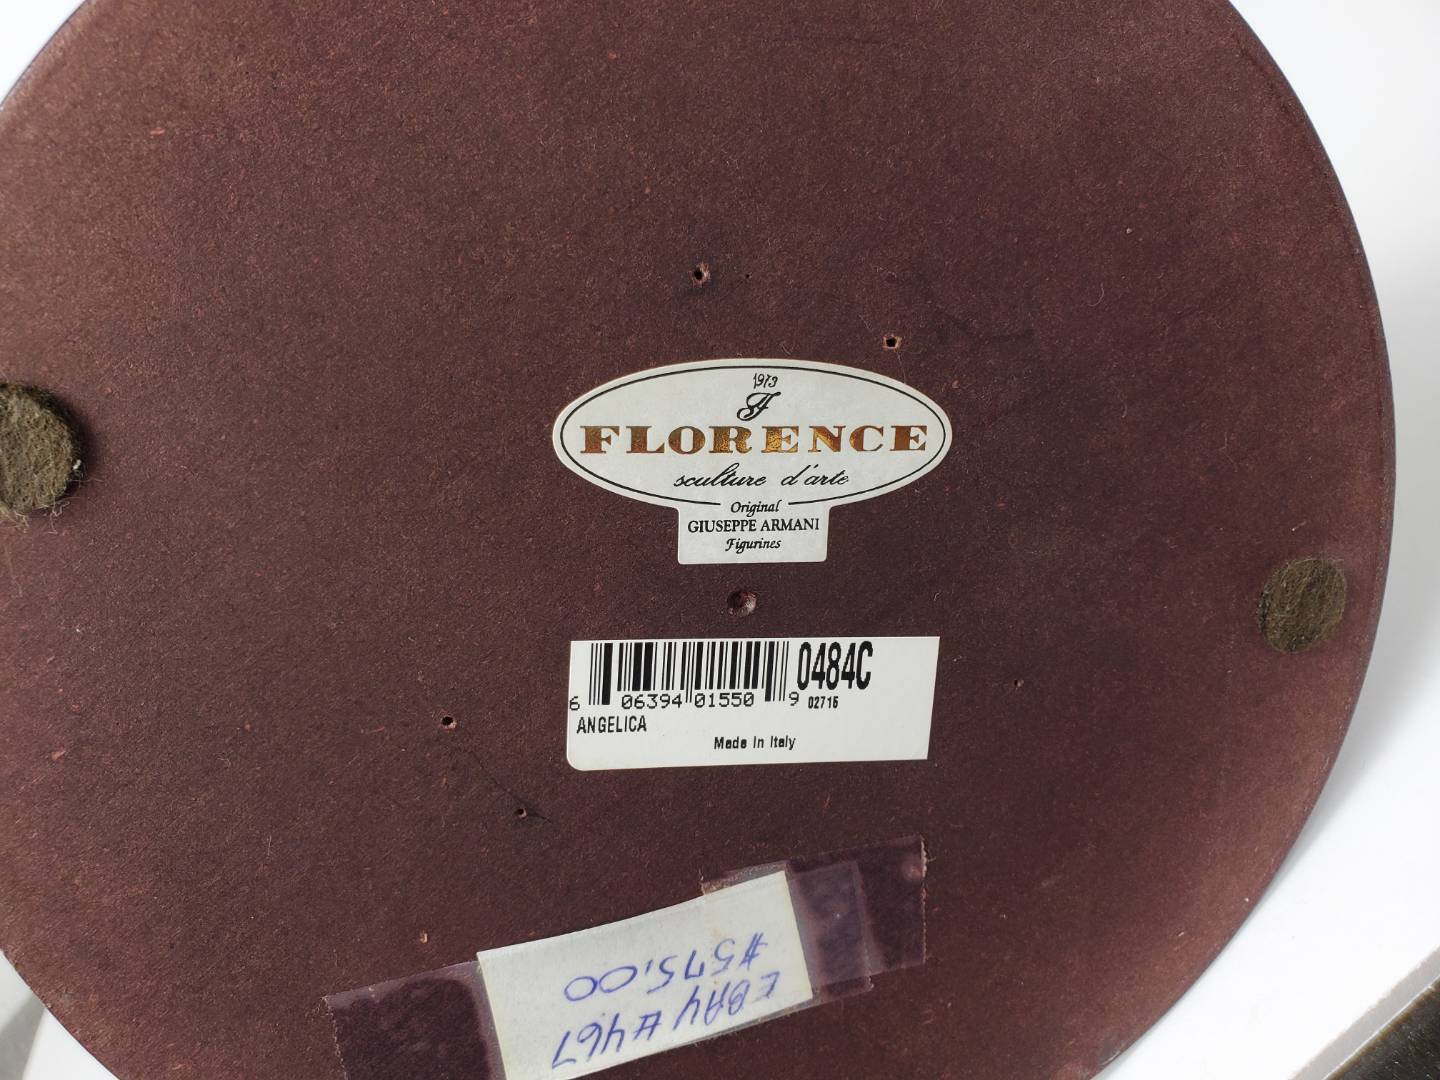 1973
FLORENCE
sculture d'arte
Original
GIUSEPPE ARMANI
Figurines
0484C
6 06394 01550 9 02716
ANGELICA
Made in Italy
EBAY #467
#575,00